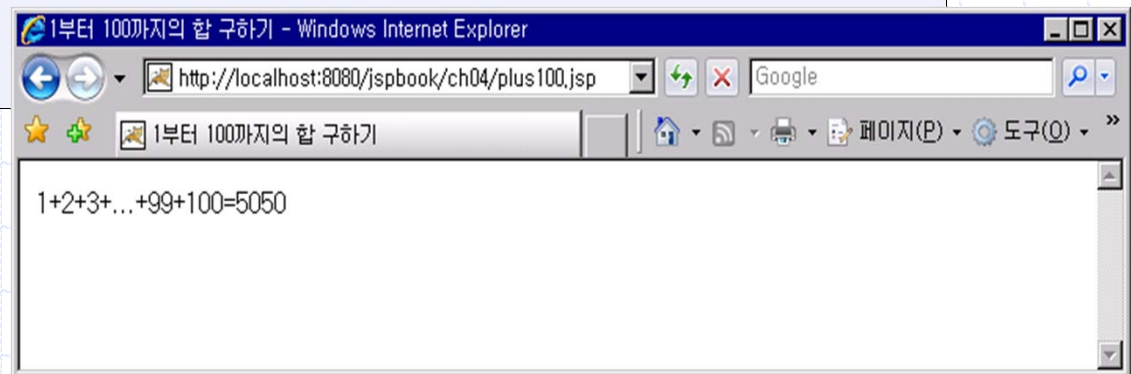 1부터 100까지의 합 구하기 - Windows Internet Explorer
http://localhost:8080/jspbook/ch04/plus100.jsp
Google
1부터 100까지의 합 구하기
페이지(P)
도구(O)
1+2+3+...+99+100=5050